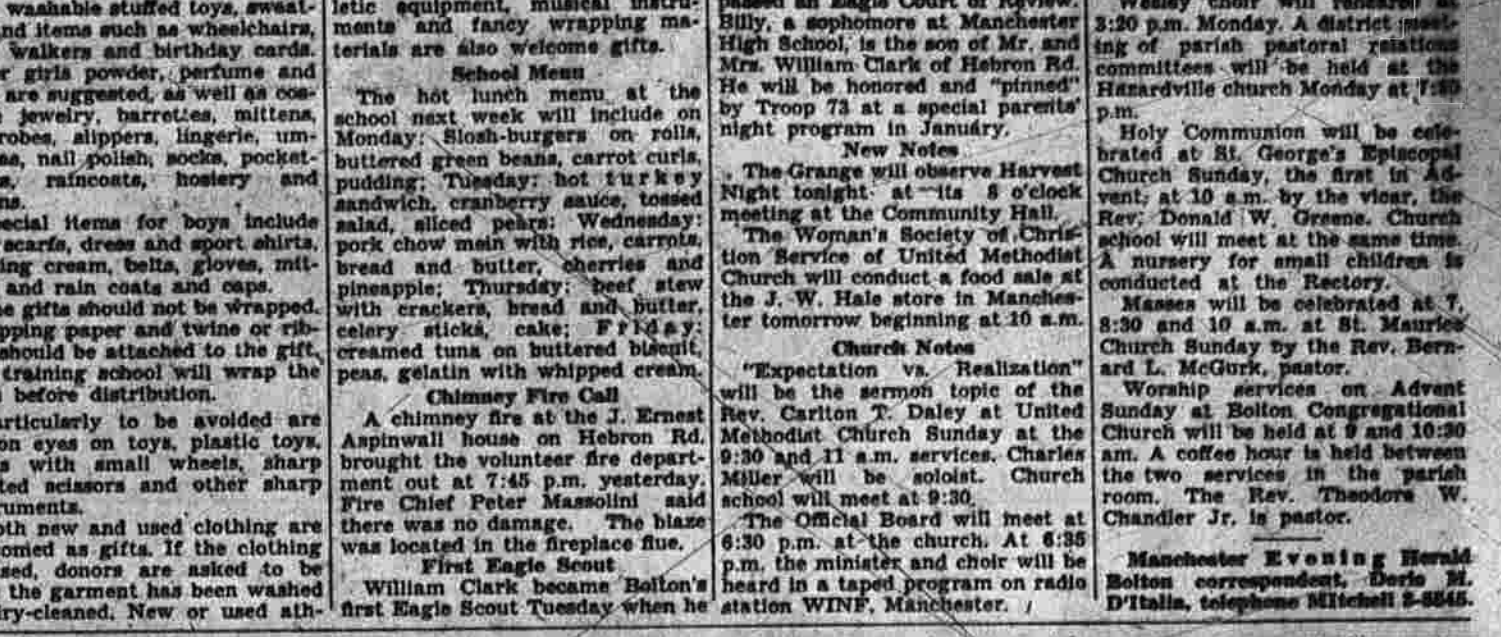 washable stuffed toys, sweat-
nd items such as wheelchairs,
walkers and birthday cards.
r girls powder, perfume and
are suggested, as well as cos-
jewelry, barrettes, mittens,
robes, slippers, lingerie, um-
as, nail polish, socks, pocket-
s, raincoats, hosiery and
ns.
ecial items for boys include
scarfs, dress and sport shirts,
ing cream, belts, gloves, mit-
and rain coats and caps.
e gifts should not be wrapped.
pping paper and twine or rib-
should be attached to the gift,
training school will wrap the
before distribution.
articularly to be avoided are
on eyes on toys, plastic toys,
s with small wheels, sharp
ted scissors and other sharp
ruments.
oth new and used clothing are
omed as gifts. If the clothing
sed, donors are asked to be
the garment has been washed
ry-cleaned. New or used ath-
letic equipment, musical instru-
ments and fancy wrapping ma-
terials are also welcome gifts.
School Menu
The hot lunch menu at the
school next week will include on
Monday: Slosh-burgers on rolls,
buttered green beans, carrot curls,
pudding; Tuesday: hot turkey
sandwich, cranberry sauce, tossed
salad, sliced pears; Wednesday:
pork chow mein with rice, carrots,
bread and butter, cherries and
pineapple; Thursday: beef stew
with crackers, bread and butter,
celery sticks, cake; Friday:
creamed tuna on buttered biscuit,
peas, gelatin with whipped cream.
Chimney Fire Call
A chimney fire at the J. Ernest
Aspinwall house on Hebron Rd.
brought the volunteer fire depart-
ment out at 7:45 p.m. yesterday.
Fire Chief Peter Massolini said
there was no damage. The blaze
was located in the fireplace flue.
First Eagle Scout
William Clark became Bolton's
first Eagle Scout Tuesday when he
passed an Eagle Court of Review.
Billy, a sophomore at Manchester
High School, is the son of Mr. and
Mrs. William Clark of Hebron Rd.
He will be honored and "pinned"
by Troop 73 at a special parents'
night program in January.
New Notes
The Grange will observe Harvest
Night tonight at its 8 o'clock
meeting at the Community Hall.
The Woman's Society of Chris-
tion Service of United Methodist
Church will conduct a food sale at
the J. W. Hale store in Manches-
ter tomorrow beginning at 10 a.m.
Church Notes
"Expectation vs. Realization"
will be the sermon topic of the
Rev. Carlton T. Daley at United
Methodist Church Sunday at the
9:30 and 11 a.m. services. Charles
Miller will be soloist. Church
school will meet at 9:30.
The Official Board will meet at
6:30 p.m. at the church. At 6:35
p.m. the minister and choir will be
heard in a taped program on radio
station WINF, Manchester.
Wesley choir will rehearse at
3:20 p.m. Monday. A district meet-
ing of parish pastoral relations
committees will be held at the
Hazardville church Monday at 7:30
p.m.
Holy Communion will be cele-
brated at St. George's Episcopal
Church Sunday, the first in Ad-
vent, at 10 a.m. by the vicar, the
Rev. Donald W. Greene. Church
school will meet at the same time.
A nursery for small children is
conducted at the Rectory.
Masses will be celebrated at 7,
8:30 and 10 a.m. at St. Maurice
Church Sunday by the Rev. Bern-
ard L. McGurk, pastor.
Worship services on Advent
Sunday at Bolton Congregational
Church will be held at 9 and 10:30
am. A coffee hour is held between
the two services in the parish
room. The Rev. Theodore W.
Chandler Jr. is pastor.
Manchester Evening Herald
Bolton correspondent, Doris M.
D'Italia, telephone MItchell 3-5545.